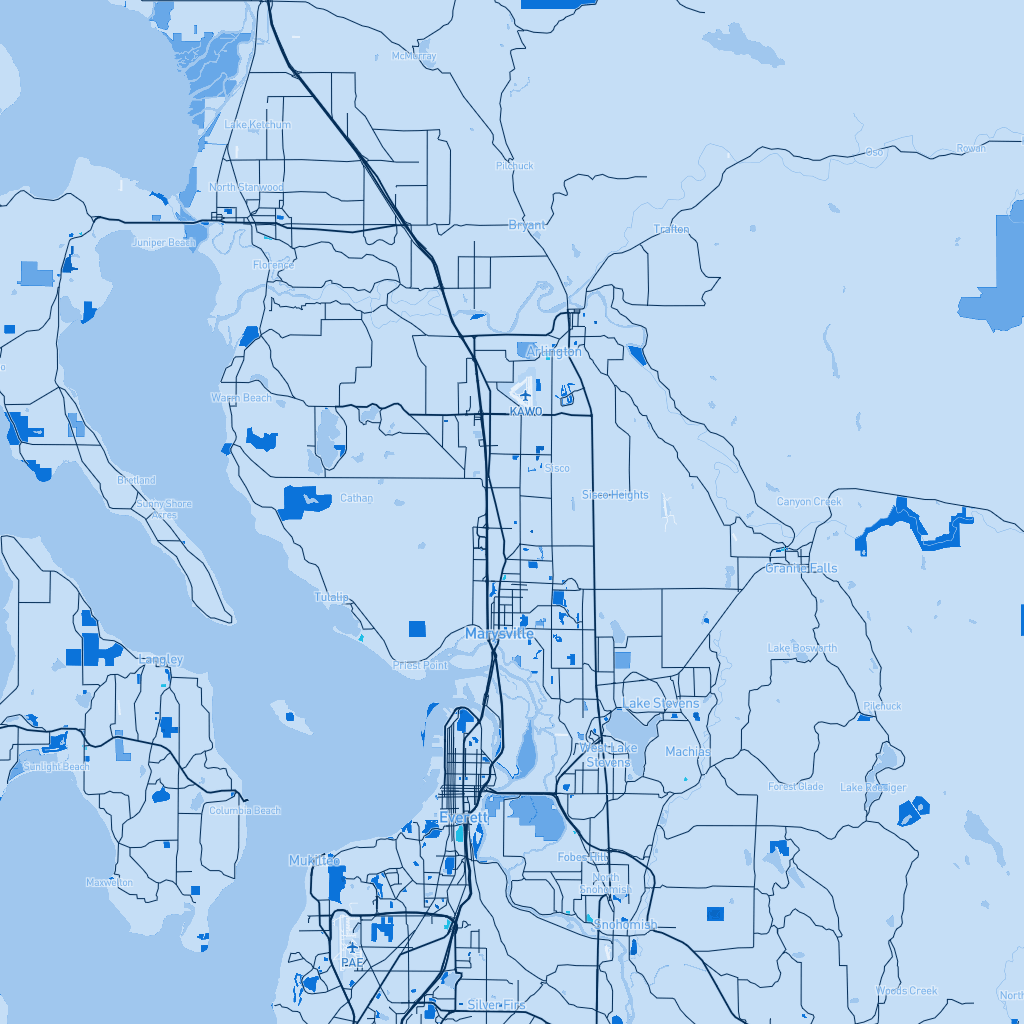 McMurray
Lake Ketchum
Oso
Rowan
Pilchuck
North Stanwood
Bryant
Trafton
Juniper Beach
Florence
Arlington
Warm Beach
KAWO
Sisco
Bretland
Cathan
Sisco Heights
Sunny Shore
Acres
Canyon Creek
Granite Falls
Tulalip
Marysville
Lake Bosworth
Langley
Priest Point
Lake Stevens
Pilchuck
West Lake
Stevens
Machias
Sunlight Beach
Forest Glade
Lake Roesiger
Columbia Beach
Everett
Mukilteo
Fobes Hill
Maxwelton
North
Snohomish
Snohomish
PAE
Woods Creek
North
Silver Firs